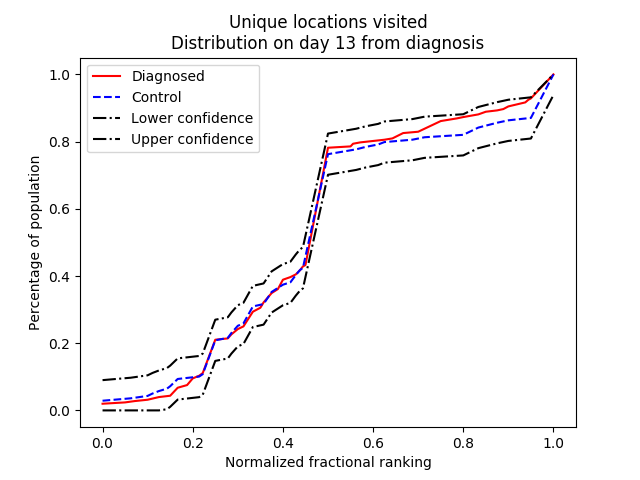 Unique locations visited
Distribution on day 13 from diagnosis
Diagnosed
Control
Lower confidence
Upper confidence
Percentage of population
1.0
0.8
0.6
0.4
0.2
0.0
0.0 0.2 0.4 0.6 0.8 1.0
Normalized fractional ranking